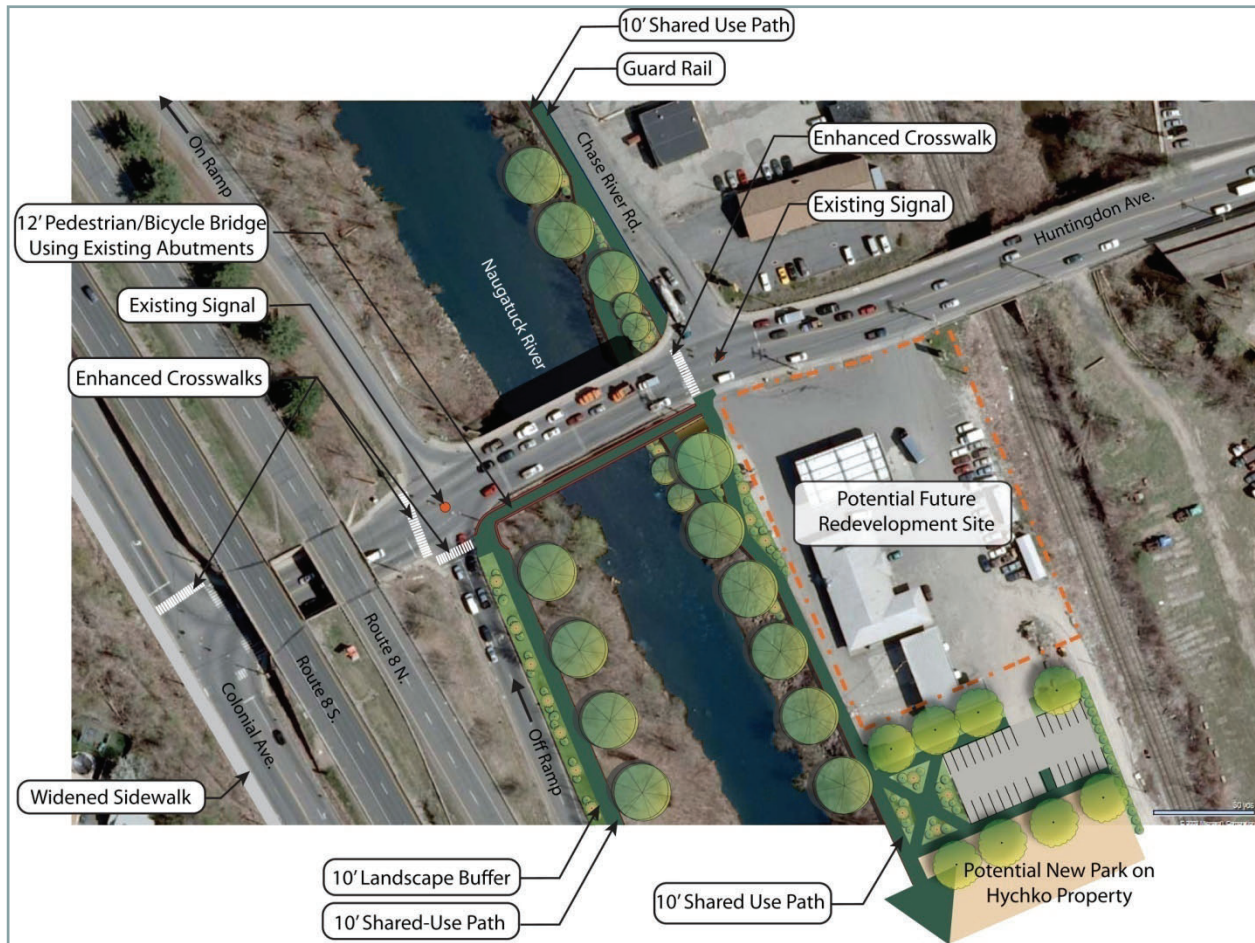 10' Shared Use Path
Guard Rail
Enhanced Crosswalk
On Ramp
Chase River Rd.
12' Pedestrian/Bicycle Bridge
Using Existing Abutments
Existing Signal
Huntingdon Ave.
Existing Signal
Naugatuck River
Enhanced Crosswalks
Potential Future
Redevelopment Site
Route 8 N.
Route 8 S.
Colonial Ave.
Off Ramp
Widened Sidewalk
50 yds
10' Landscape Buffer
10' Shared-Use Path
10' Shared Use Path
Potential New Park on
Hychko Property